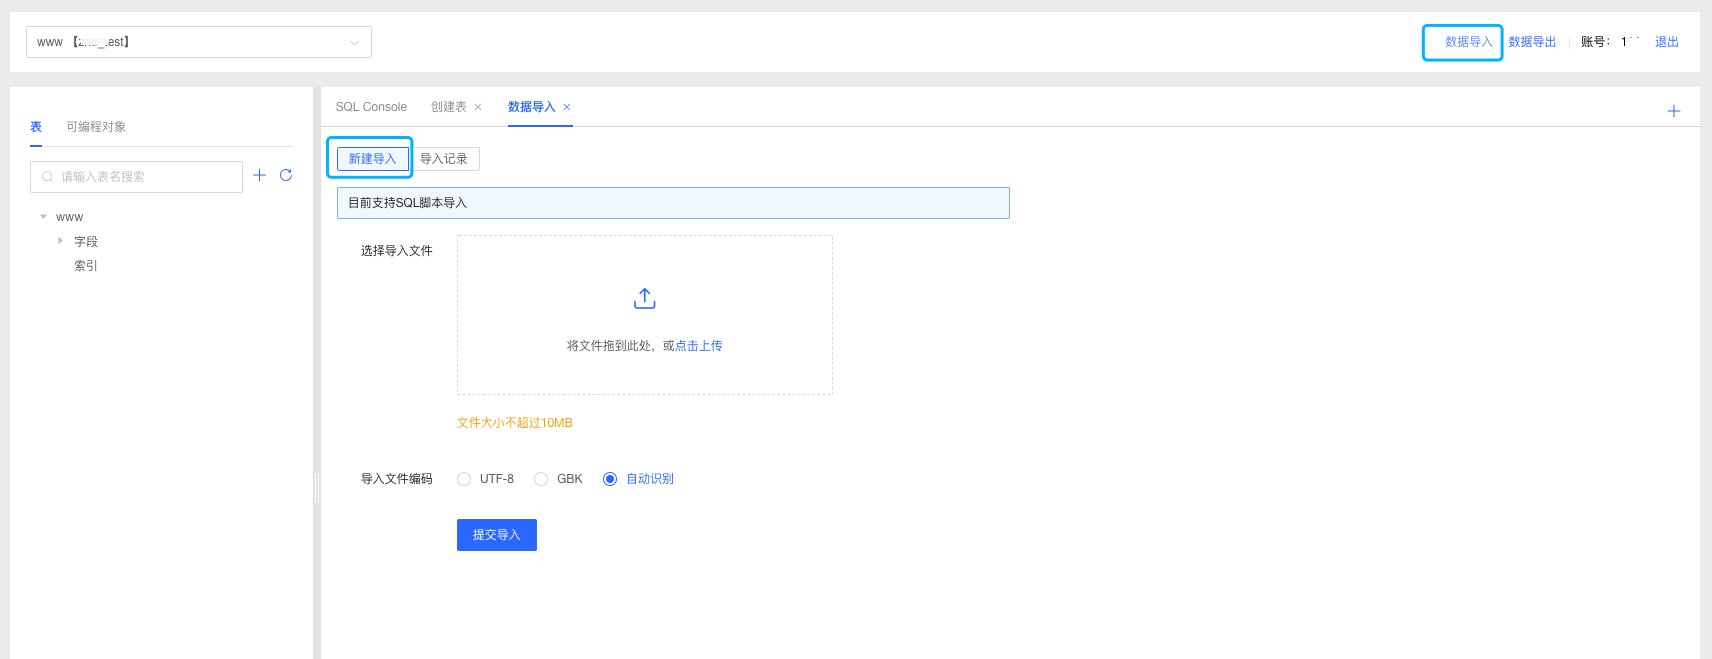 www
数据导入 数据导出 账号： 退出
SQL Console 创建表 数据导入
表 可编程对象
新建导入 导入记录
请输入表名搜索
目前支持SQL脚本导入
www
字段
索引
选择导入文件
将文件拖到此处，或点击上传
文件大小不超过10MB
导入文件编码 UTF-8 GBK 自动识别
提交导入